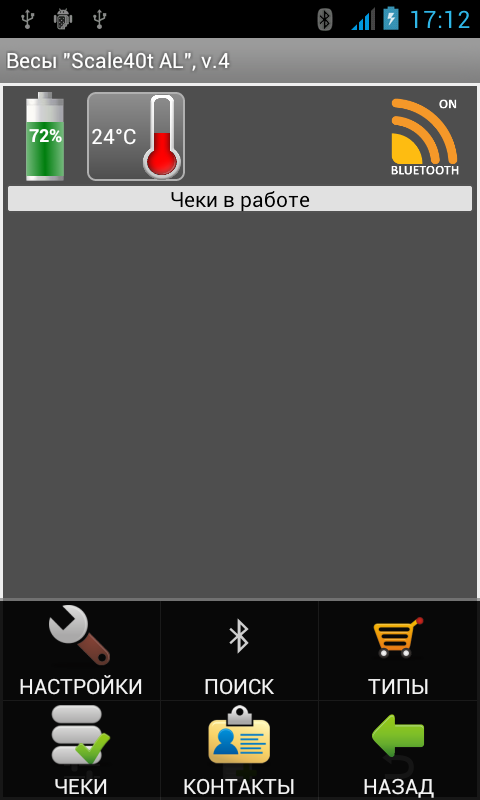 17:12
Весы "Scale40t AL", v.4
72%
24°C
ON
BLUETOOTH
Чеки в работе
НАСТРОЙКИ
ПОИСК
ТИПЫ
ЧЕКИ
КОНТАКТЫ
НАЗАД